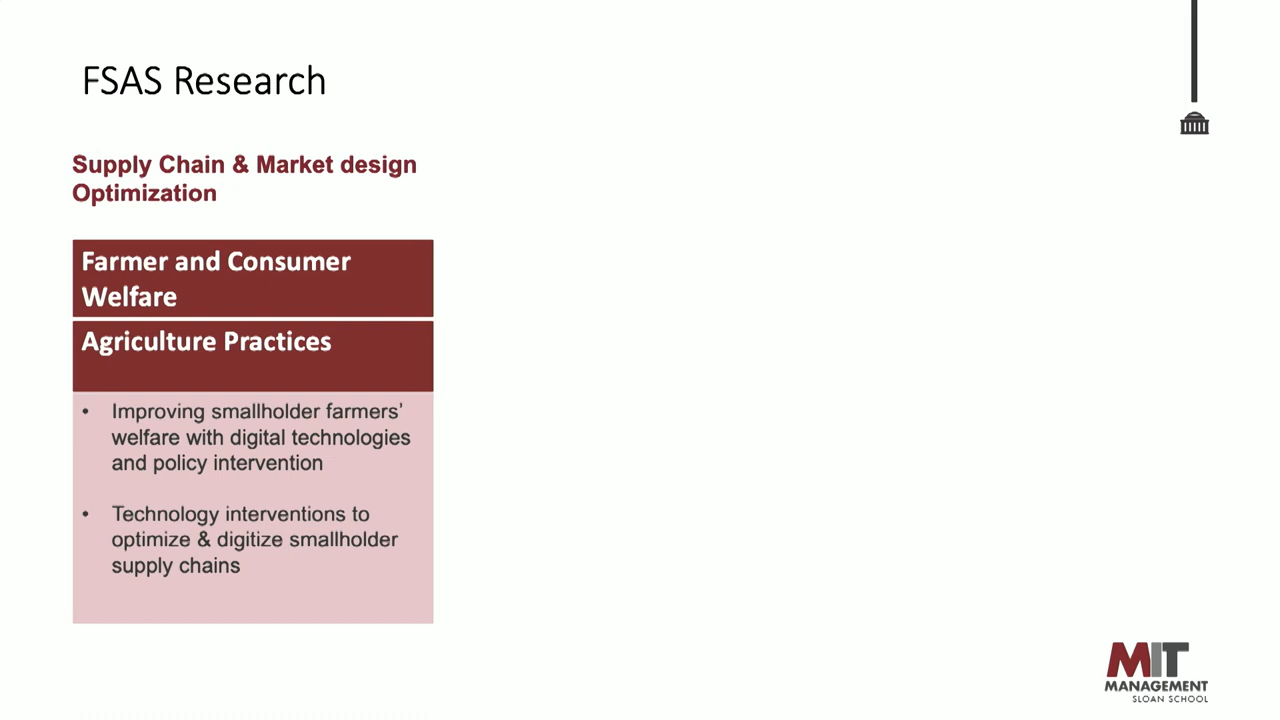 FSAS Research
Supply Chain & Market design
Optimization
Farmer and Consumer
Welfare
Agriculture Practices
• Improving smallholder farmers’
welfare with digital technologies
and policy intervention
• Technology interventions to
optimize & digitize smallholder
supply chains
MIT
MANAGEMENT
SLOAN SCHOOL